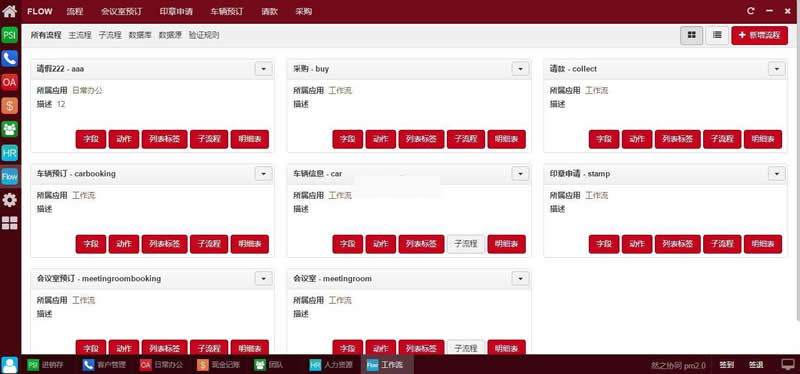 FLOW 流程 会议室预订 印章申请 车辆预订 请款 采购
所有流程 主流程 子流程 数据库 数据源 验证规则 新增流程
PSI
OA
$
HR
Flow
请假222 - aaa
所属应用 日常办公
描述 12
字段 动作 列表标签 子流程 明细表
采购 - buy
所属应用 工作流
描述
字段 动作 列表标签 子流程 明细表
请款 - collect
所属应用 工作流
描述
字段 动作 列表标签 子流程 明细表
车辆预订 - carbooking
所属应用 工作流
描述
字段 动作 列表标签 子流程 明细表
车辆信息 - car
所属应用 工作流
描述
字段 动作 列表标签 子流程 明细表
印章申请 - stamp
所属应用 工作流
描述
字段 动作 列表标签 子流程 明细表
会议室预订 - meetingroombooking
所属应用 工作流
描述
字段 动作 列表标签 子流程 明细表
会议室 - meetingroom
所属应用 工作流
描述
字段 动作 列表标签 子流程 明细表
PSI 进销存 客户管理 OA 日常办公 $ 现金记账 团队 HR 人力资源 Flow 工作流 然之协同 pro2.0 签到 签退